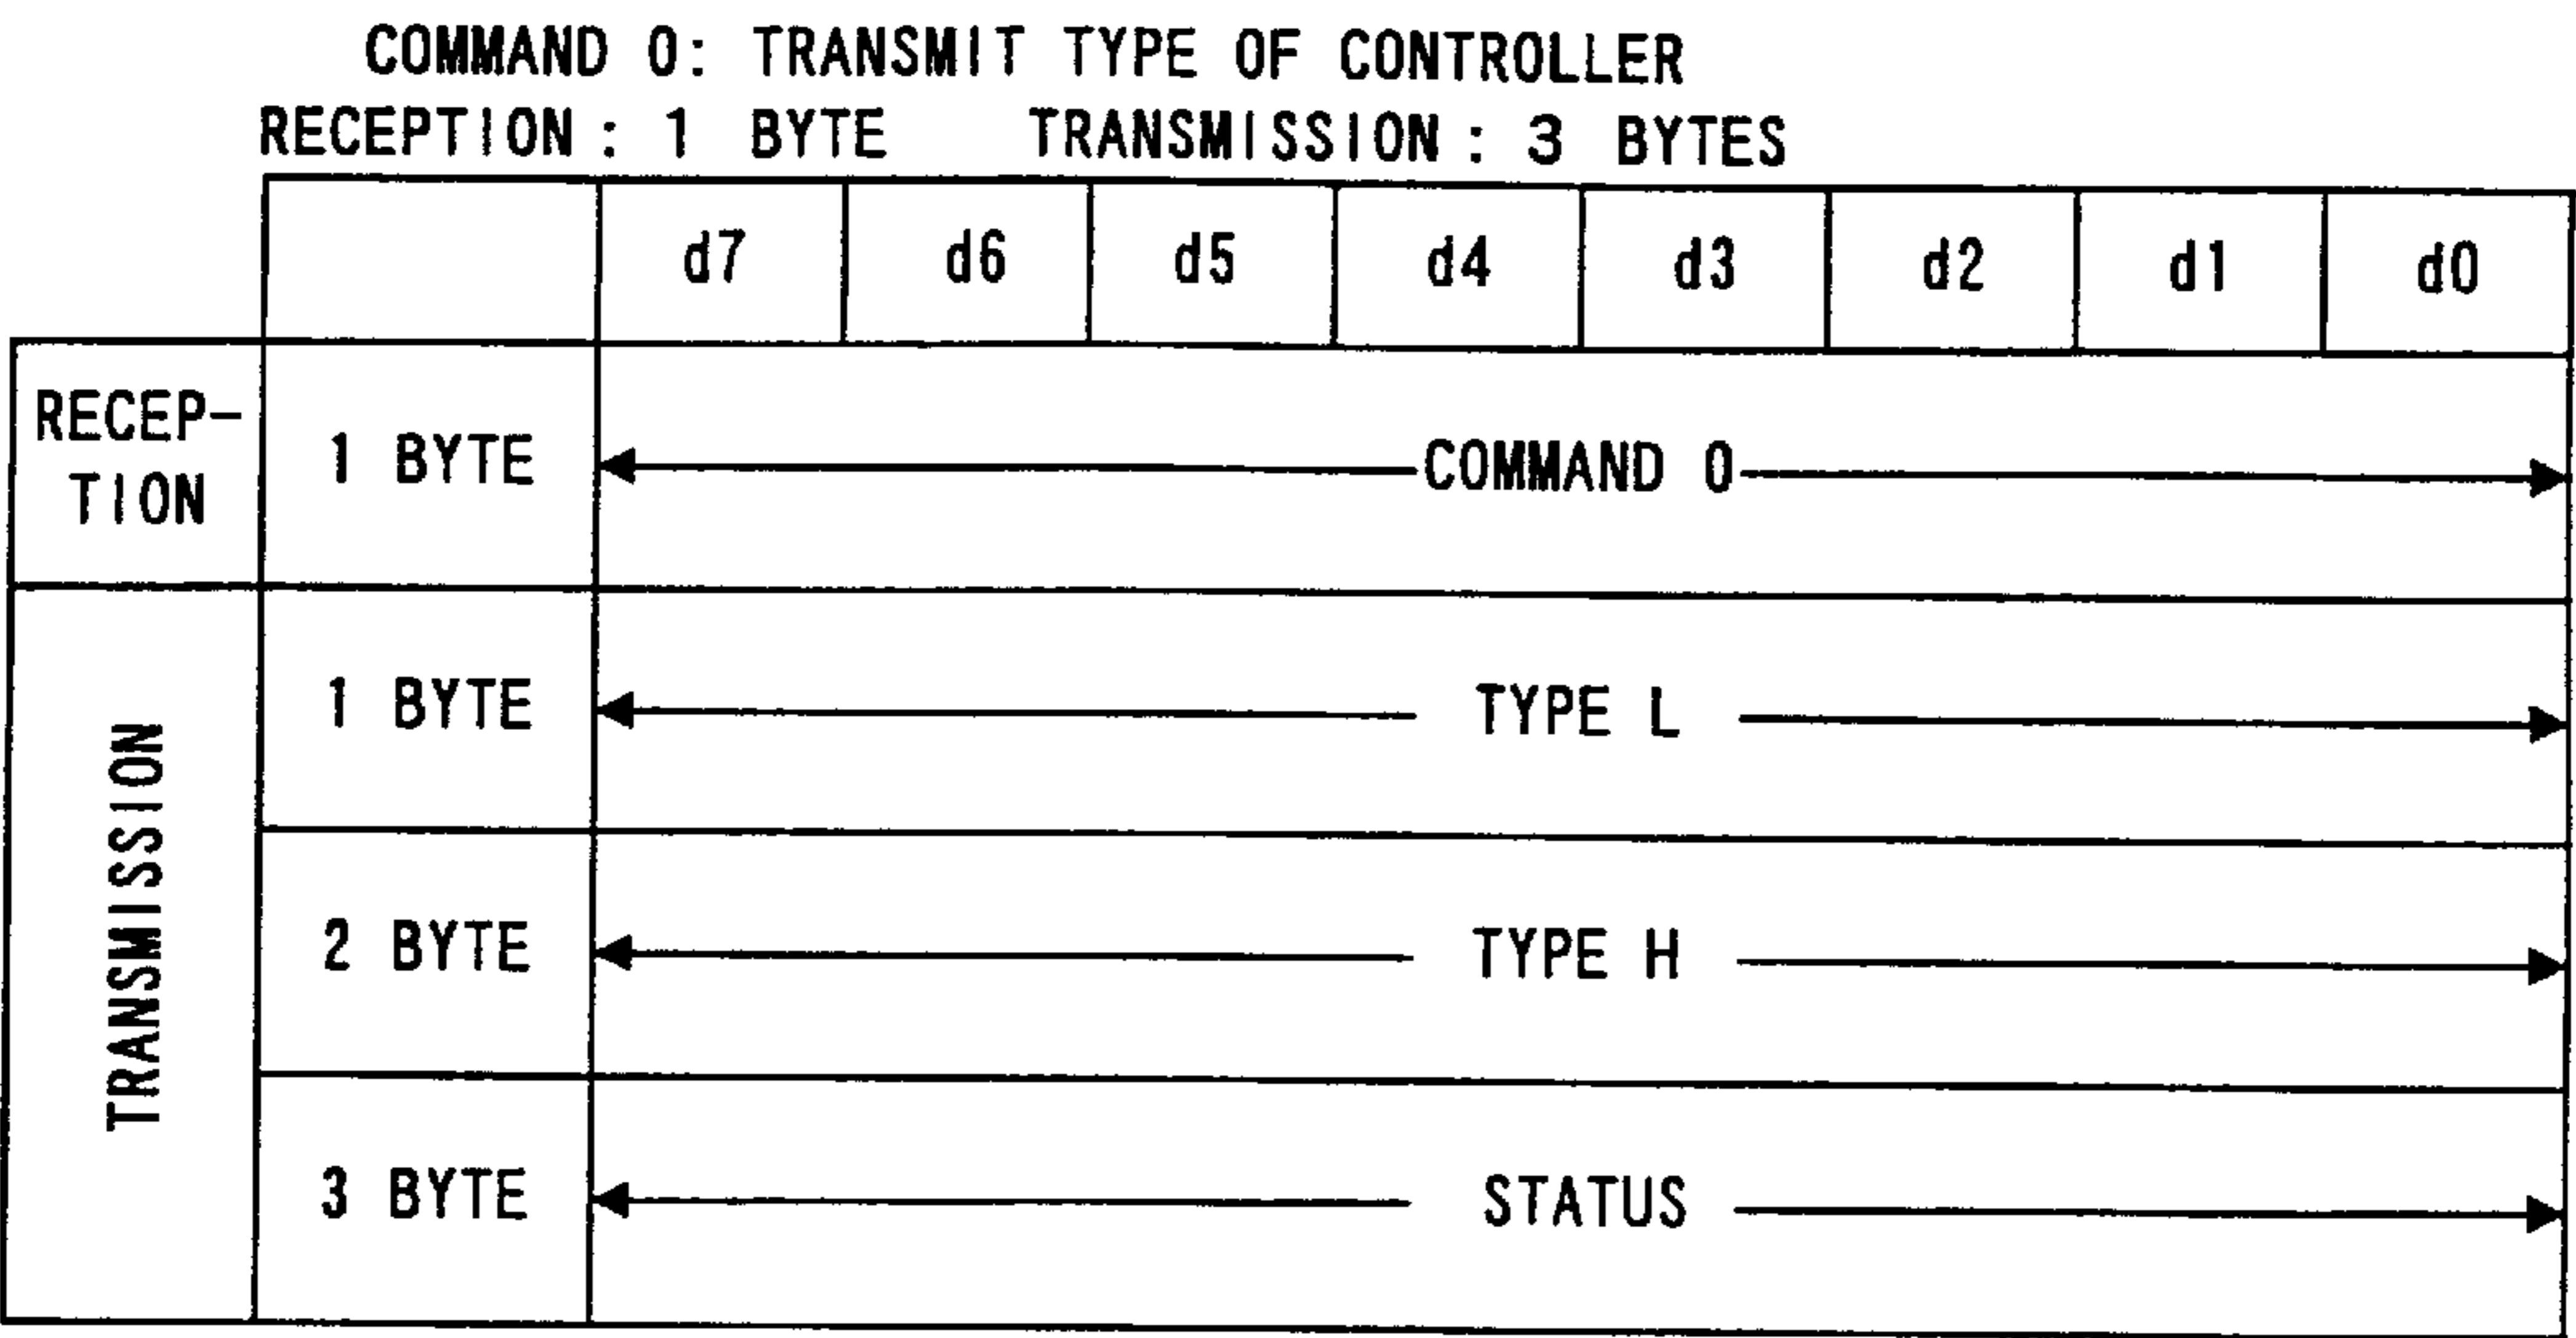 COMMAND 0: TRANSMIT TYPE OF CONTROLLER
RECEPTION: 1 BYTE TRANSMISSION: 3 BYTES
d7 d6 d5 d4 d3 d2 d1 d0
RECEP-
TION
1 BYTE COMMAND 0
TRANSMISSION
1 BYTE TYPE L
2 BYTE TYPE H
3 BYTE STATUS